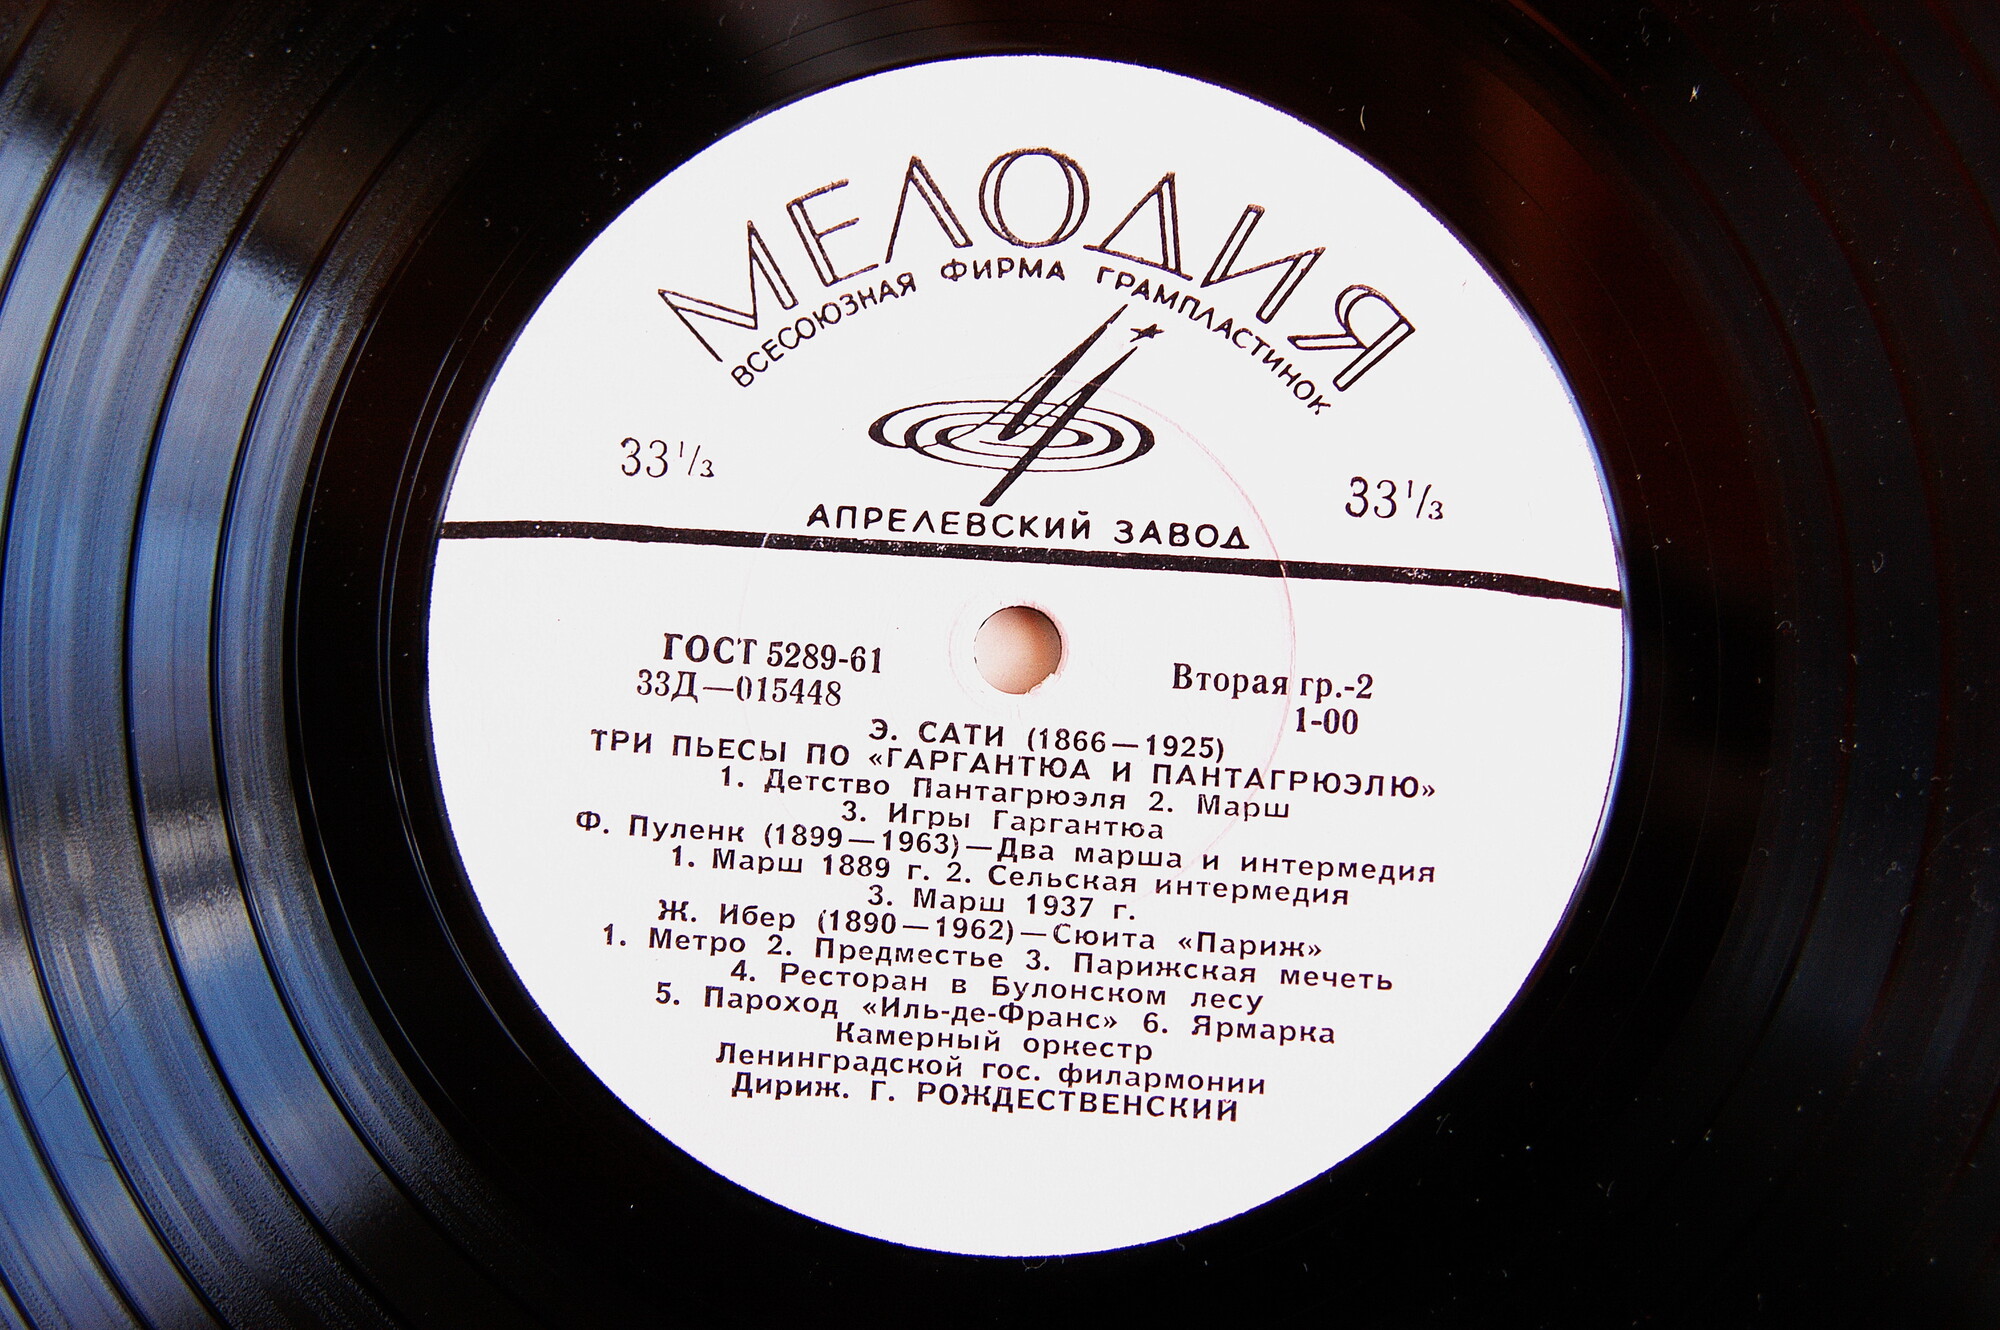 МЕЛОДИЯ
ВСЕСОЮЗНАЯ ФИРМА ГРАМПЛАСТИНОК
33 1/3
33 1/3
АПРЕЛЕВСКИЙ ЗАВОД
ГОСТ 5289-61
33Д—015448
Вторая гр.-2
1-00
Э. САТИ (1866—1925)
ТРИ ПЬЕСЫ ПО «ГАРГАНТЮА И ПАНТАГРЮЭЛЮ»
1. Детство Пантагрюэля 2. Марш
3. Игры Гаргантюа
Ф. Пуленк (1899—1963)—Два марша и интермедия
1. Марш 1889 г. 2. Сельская интермедия
3. Марш 1937 г.
Ж. Ибер (1890—1962)—Сюита «Париж»
1. Метро 2. Предместье 3. Парижская мечеть
4. Ресторан в Булонском лесу
5. Пароход «Иль-де-Франс» 6. Ярмарка
Камерный оркестр
Ленинградской гос. филармонии
Дириж. Г. РОЖДЕСТВЕНСКИЙ